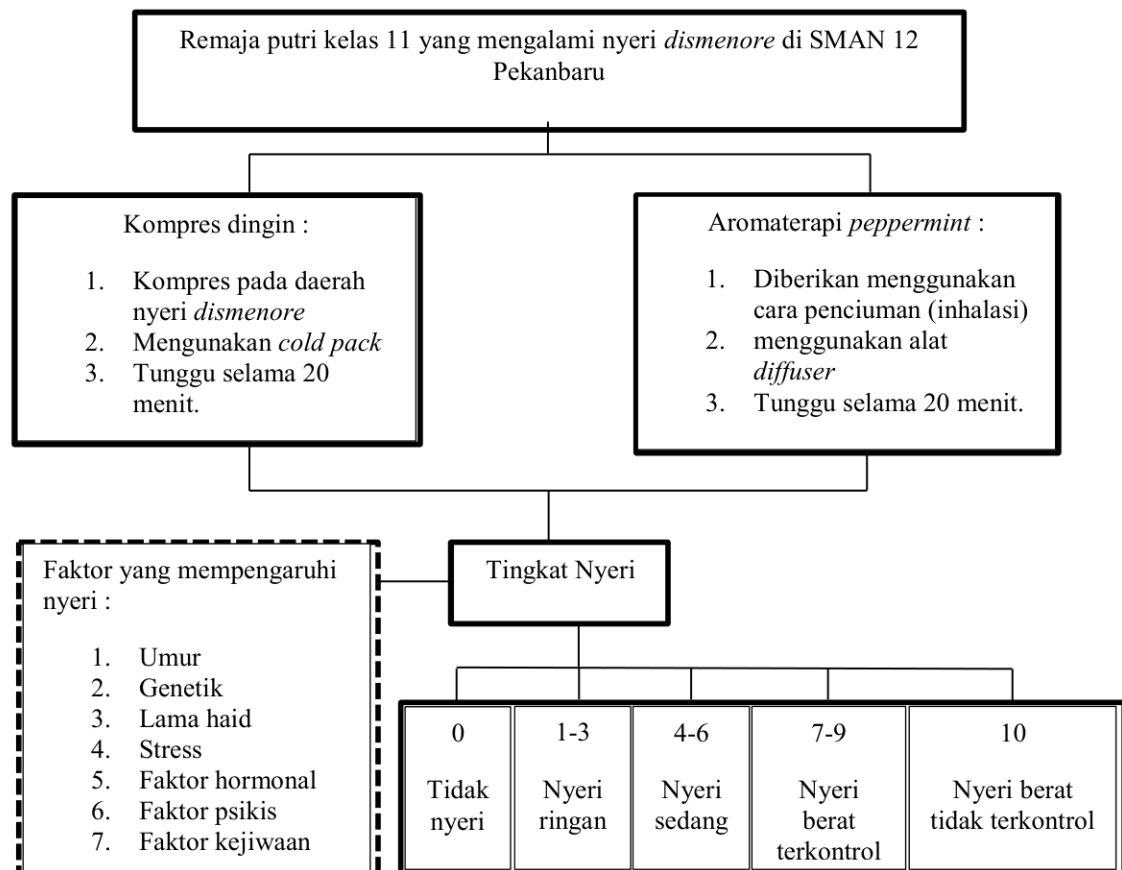 Remaja putri kelas 11 yang mengalami nyeri dismenore di SMAN 12
Pekanbaru
Kompres dingin :
1. Kompres pada daerah
nyeri dismenore
2. Mengunakan cold pack
3. Tunggu selama 20
menit.
Aromaterapi peppermint :
1. Diberikan menggunakan
cara penciuman (inhalasi)
2. menggunakan alat
diffuser
3. Tunggu selama 20 menit.
Faktor yang mempengaruhi
nyeri :
1. Umur
2. Genetik
3. Lama haid
4. Stress
5. Faktor hormonal
6. Faktor psikis
7. Faktor kejiwaan
Tingkat Nyeri
0
Tidak
nyeri
1-3
Nyeri
ringan
4-6
Nyeri
sedang
7-9
Nyeri
berat
terkontrol
10
Nyeri berat
tidak terkontrol